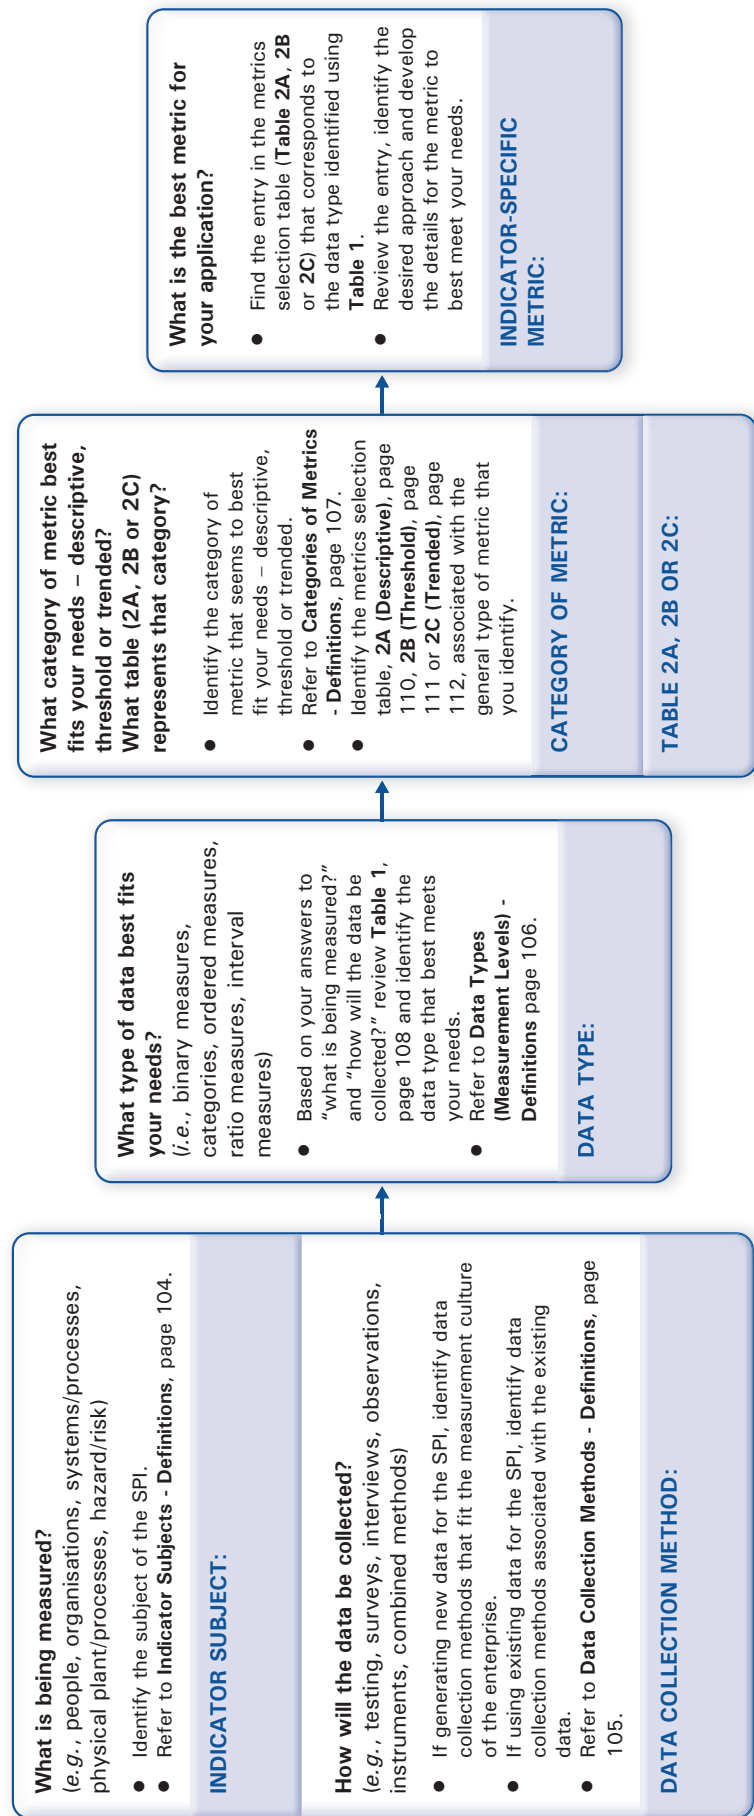 What is being measured?
(e.g., people, organisations, systems/processes,
physical plant/processes, hazard/risk)
● Identify the subject of the SPI.
● Refer to Indicator Subjects - Definitions, page 104.
INDICATOR SUBJECT:
How will the data be collected?
(e.g., testing, surveys, interviews, observations,
instruments, combined methods)
● If generating new data for the SPI, identify data
collection methods that fit the measurement culture
of the enterprise.
● If using existing data for the SPI, identify data
collection methods associated with the existing
data.
● Refer to Data Collection Methods - Definitions, page
105.
DATA COLLECTION METHOD:
What type of data best fits
your needs?
(i.e., binary measures,
categories, ordered measures,
ratio measures, interval
measures)
● Based on your answers to
“what is being measured?”
and “how will the data be
collected?” review Table 1,
page 108 and identify the
data type that best meets
your needs.
● Refer to Data Types
(Measurement Levels) -
Definitions page 106.
DATA TYPE:
What category of metric best
fits your needs – descriptive,
threshold or trended?
What table (2A, 2B or 2C)
represents that category?
● Identify the category of
metric that seems to best
fit your needs – descriptive,
threshold or trended.
● Refer to Categories of Metrics
- Definitions, page 107.
● Identify the metrics selection
table, 2A (Descriptive), page
110, 2B (Threshold), page
111 or 2C (Trended), page
112, associated with the
general type of metric that
you identify.
CATEGORY OF METRIC:
TABLE 2A, 2B OR 2C:
What is the best metric for
your application?
● Find the entry in the metrics
selection table (Table 2A, 2B
or 2C) that corresponds to
the data type identified using
Table 1.
● Review the entry, identify the
desired approach and develop
the details for the metric to
best meet your needs.
INDICATOR-SPECIFIC
METRIC: